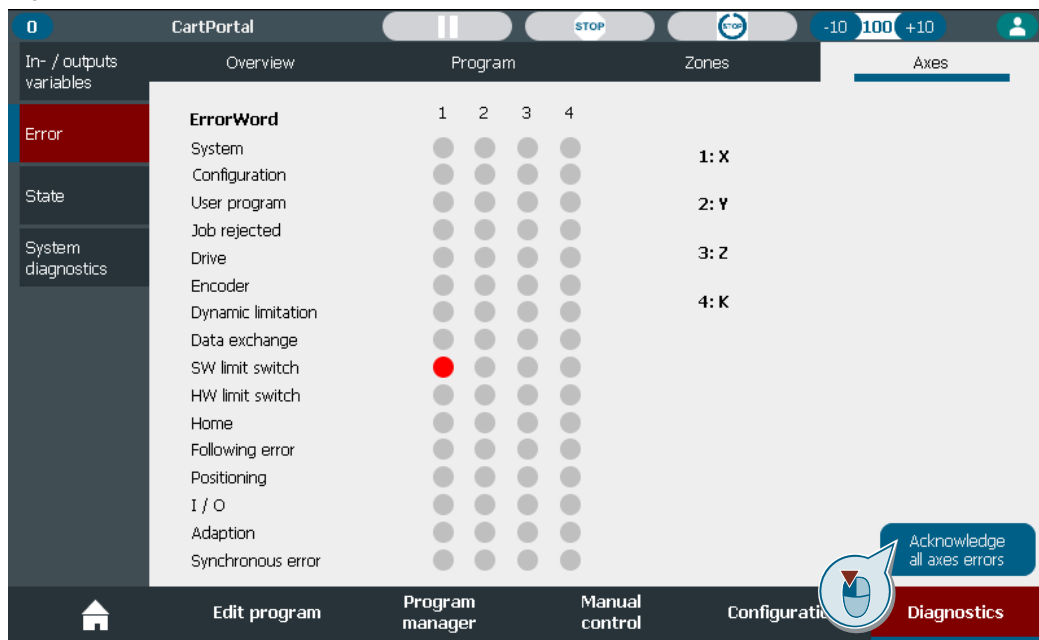 0 CartPortal STOP STOP -10 100 +10
In- / outputs
variables
Overview Program Zones Axes
Error
State
System
diagnostics
ErrorWord 1 2 3 4
System
Configuration
User program
Job rejected
Drive
Encoder
Dynamic limitation
Data exchange
SW limit switch
HW limit switch
Home
Following error
Positioning
I / O
Adaption
Synchronous error
1: X
2: Y
3: Z
4: K
Acknowledge
all axes errors
Edit program
Program
manager
Manual
control
Configurati
Diagnostics